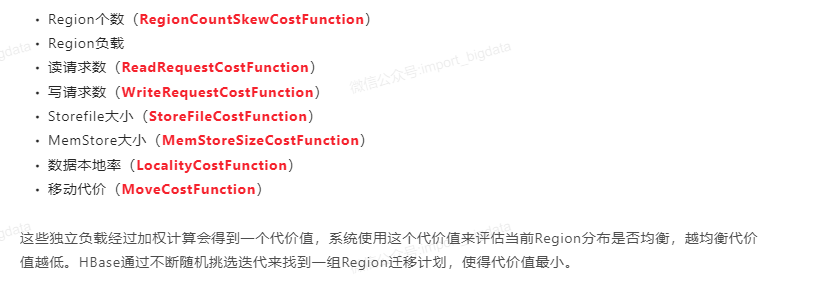 • Region个数（RegionCountSkewCostFunction）
• Region负载
• 读请求数（ReadRequestCostFunction）
• 写请求数（WriteRequestCostFunction）
• Storefile大小（StoreFileCostFunction）
• MemStore大小（MemStoreSizeCostFunction）
• 数据本地率（LocalityCostFunction）
• 移动代价（MoveCostFunction）
这些独立负载经过加权计算会得到一个代价值，系统使用这个代价值来评估当前Region分布是否均衡，越均衡代价
值越低。HBase通过不断随机挑选迭代来找到一组Region迁移计划，使得代价值最小。
微信公众号:import_bigdata
gdata
gdata